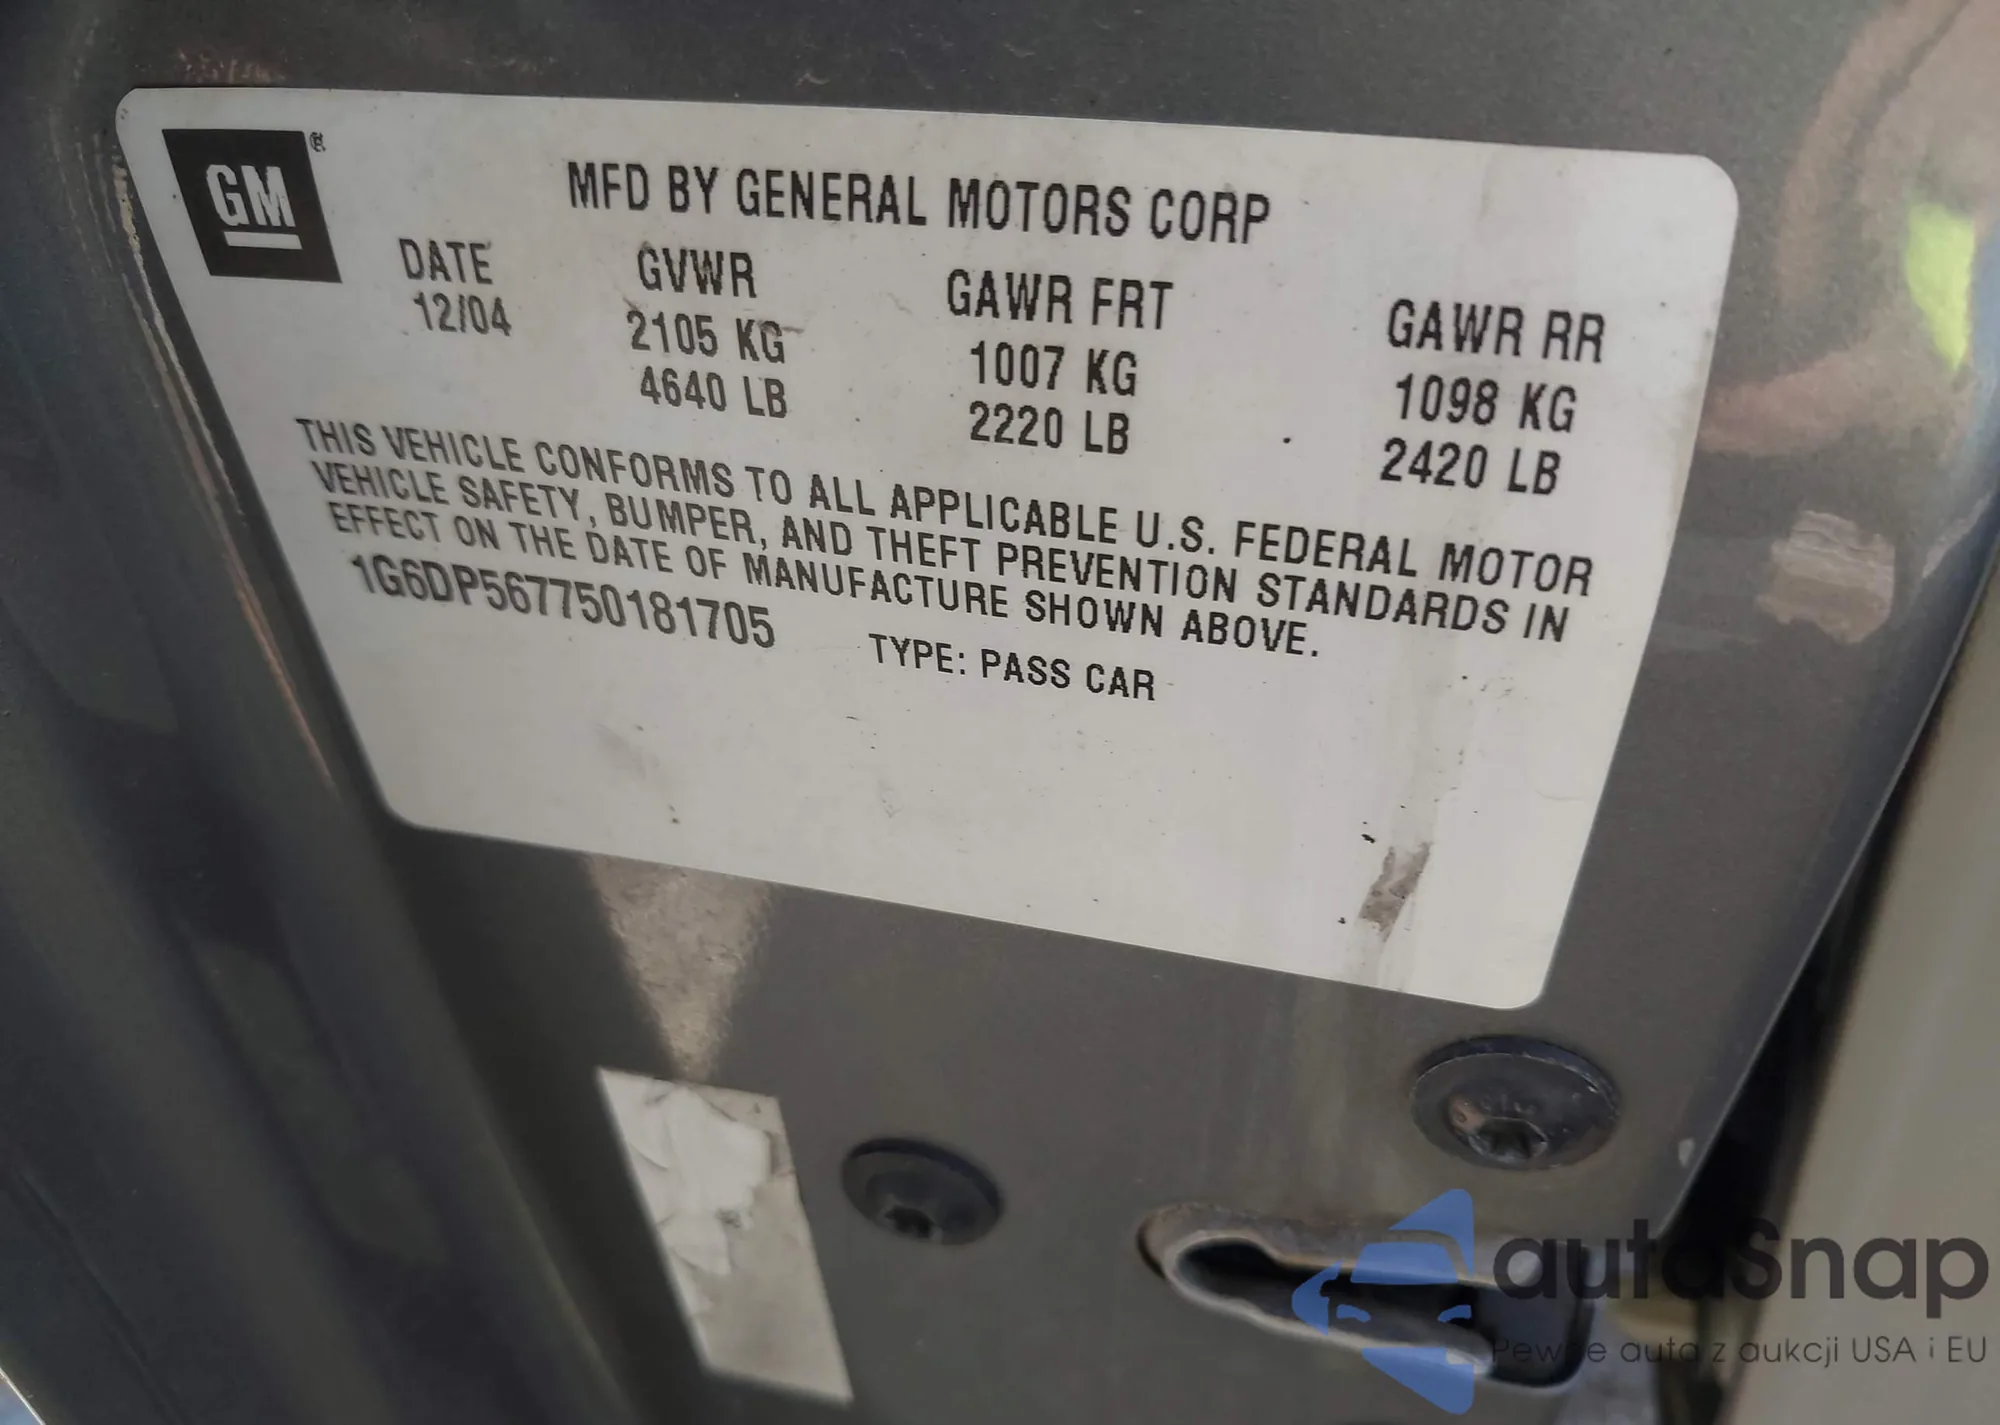 GM®
MFD BY GENERAL MOTORS CORP
DATE GVWR GAWR FRT GAWR RR
12/04 2105 KG 1007 KG 1098 KG
4640 LB 2220 LB 2420 LB
THIS VEHICLE CONFORMS TO ALL APPLICABLE U.S. FEDERAL MOTOR
VEHICLE SAFETY, BUMPER, AND THEFT PREVENTION STANDARDS IN
EFFECT ON THE DATE OF MANUFACTURE SHOWN ABOVE.
1G6DP567750181705 TYPE: PASS CAR
autoSnap
Pewne auto z aukcji USA i EU